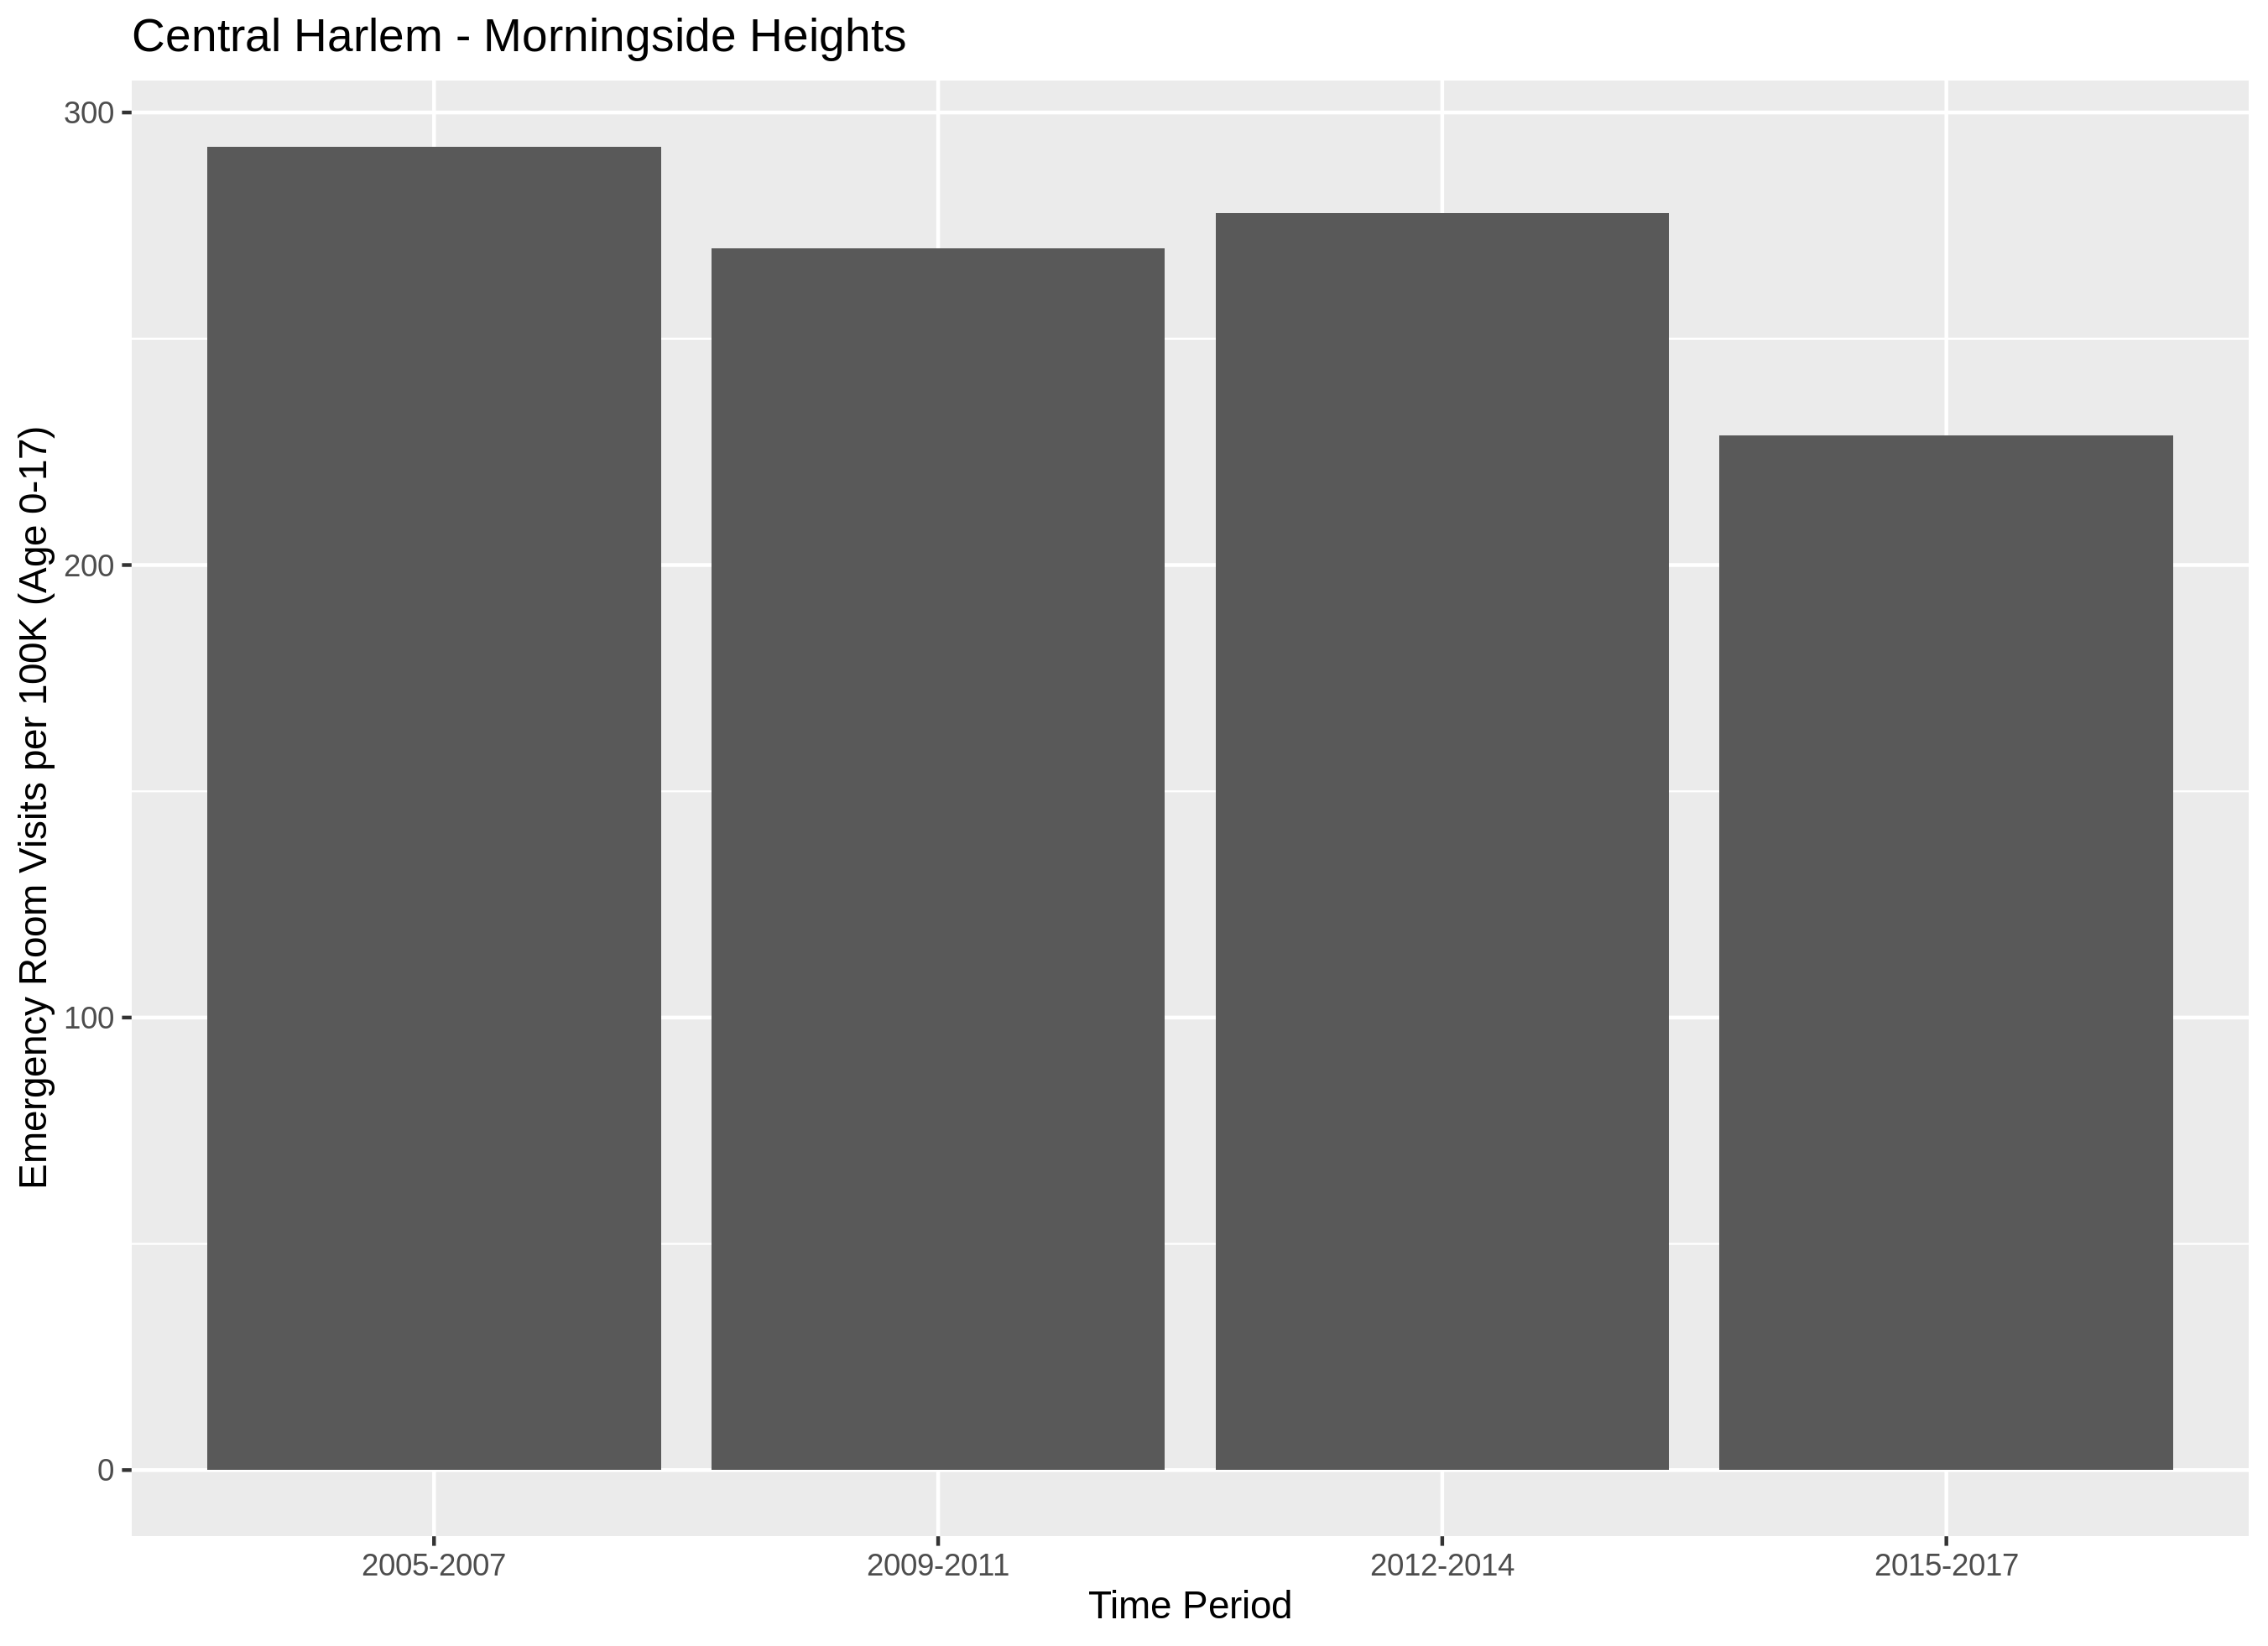 Central Harlem - Morningside Heights
Emergency Room Visits per 100K (Age 0-17)
300
200
100
0
2005-2007
2009-2011
2012-2014
2015-2017
Time Period